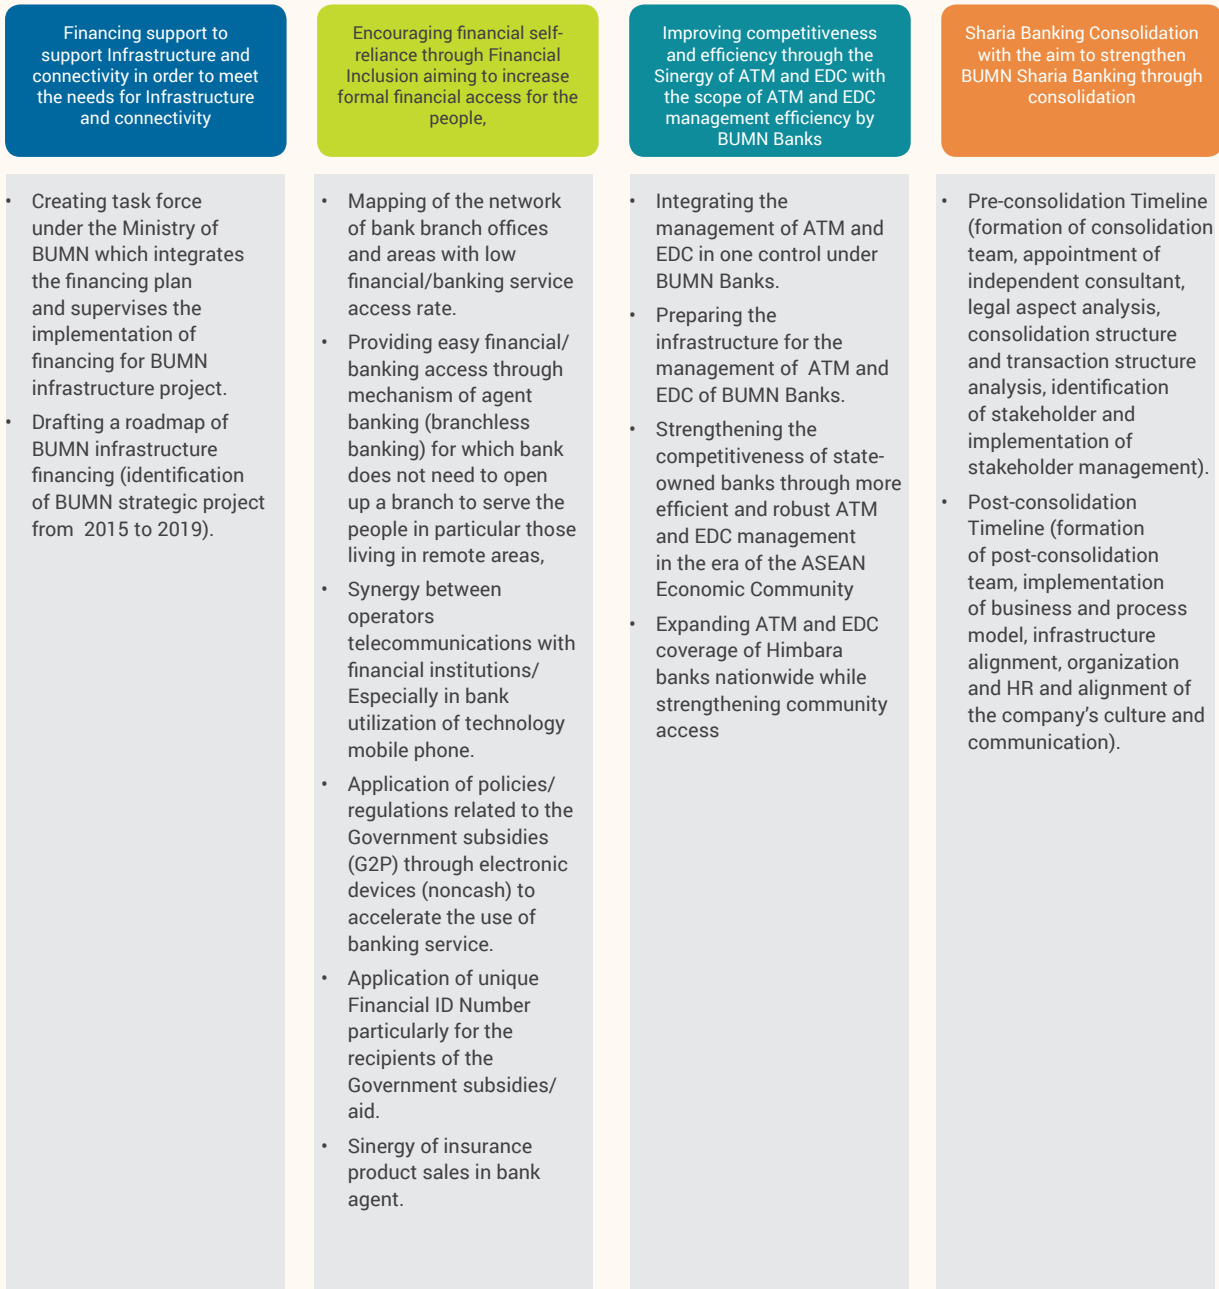 Financing support to
support Infrastructure and
connectivity in order to meet
the needs for Infrastructure
and connectivity
Encouraging financial self-
reliance through Financial
Inclusion aiming to increase
formal financial access for the
people,
Improving competitiveness
and efficiency through the
Sinergy of ATM and EDC with
the scope of ATM and EDC
management efficiency by
BUMN Banks
Sharia Banking Consolidation
with the aim to strengthen
BUMN Sharia Banking through
consolidation
• Creating task force
under the Ministry of
BUMN which integrates
the financing plan
and supervises the
implementation of
financing for BUMN
infrastructure project.
• Drafting a roadmap of
BUMN infrastructure
financing (identification
of BUMN strategic project
from 2015 to 2019).
• Mapping of the network
of bank branch offices
and areas with low
financial/banking service
access rate.
• Providing easy financial/
banking access through
mechanism of agent
banking (branchless
banking) for which bank
does not need to open
up a branch to serve the
people in particular those
living in remote areas,
• Synergy between
operators
telecommunications with
financial institutions/
Especially in bank
utilization of technology
mobile phone.
• Application of policies/
regulations related to the
Government subsidies
(G2P) through electronic
devices (noncash) to
accelerate the use of
banking service.
• Application of unique
Financial ID Number
particularly for the
recipients of the
Government subsidies/
aid.
• Sinergy of insurance
product sales in bank
agent.
• Integrating the
management of ATM and
EDC in one control under
BUMN Banks.
• Preparing the
infrastructure for the
management of ATM and
EDC of BUMN Banks.
• Strengthening the
competitiveness of state-
owned banks through more
efficient and robust ATM
and EDC management
in the era of the ASEAN
Economic Community
• Expanding ATM and EDC
coverage of Himbara
banks nationwide while
strengthening community
access
• Pre-consolidation Timeline
(formation of consolidation
team, appointment of
independent consultant,
legal aspect analysis,
consolidation structure
and transaction structure
analysis, identification
of stakeholder and
implementation of
stakeholder management).
• Post-consolidation
Timeline (formation
of post-consolidation
team, implementation
of business and process
model, infrastructure
alignment, organization
and HR and alignment of
the company's culture and
communication).